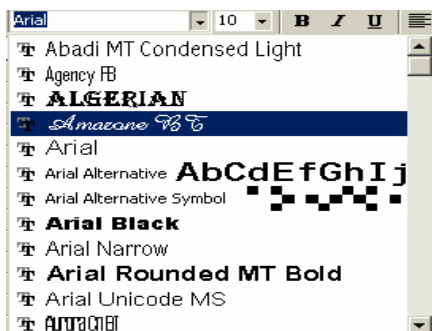 Arial 10 B I U
Abadi MT Condensed Light
Agency FB
ALGERIAN
Amazone BT
Arial
Arial Alternative AbCdEfGhIj
Arial Alternative Symbol
Arial Black
Arial Narrow
Arial Rounded MT Bold
Arial Unicode MS